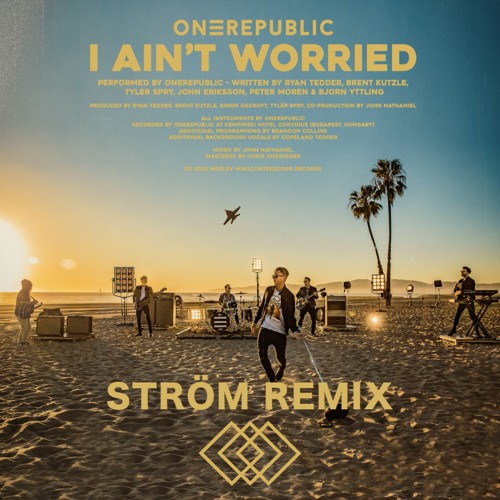 ONEREPUBLIC
I AIN'T WORRIED
PERFORMED BY ONEREPUBLIC - WRITTEN BY RYAN TEDDER, BRENT KUTZLE,
TYLER SPRY, JOHN ERIKSSON, PETER MOREN & BJORN YTTLING
PRODUCED BY RYAN TEDDER, BRENT KUTZLE, SIMON OSCROFT, TYLER SPRY, CO-PRODUCTION BY JOHN NATHANIEL
ALL INSTRUMENTS BY ONEREPUBLIC
RECORDED BY ONEREPUBLIC AT KEMPINSKI HOTEL CORVINUS (BUDAPEST, HUNGARY)
ADDITIONAL PROGRAMMING BY BRANDON COLLINS
ADDITIONAL BACKGROUND VOCALS BY COPELAND TEDDER
MIXED BY JOHN NATHANIEL
MASTERED BY CHRIS GEHRINGER
MOSLEY MUSIC/INTERSCOPE RECORDS
STRÖM REMIX